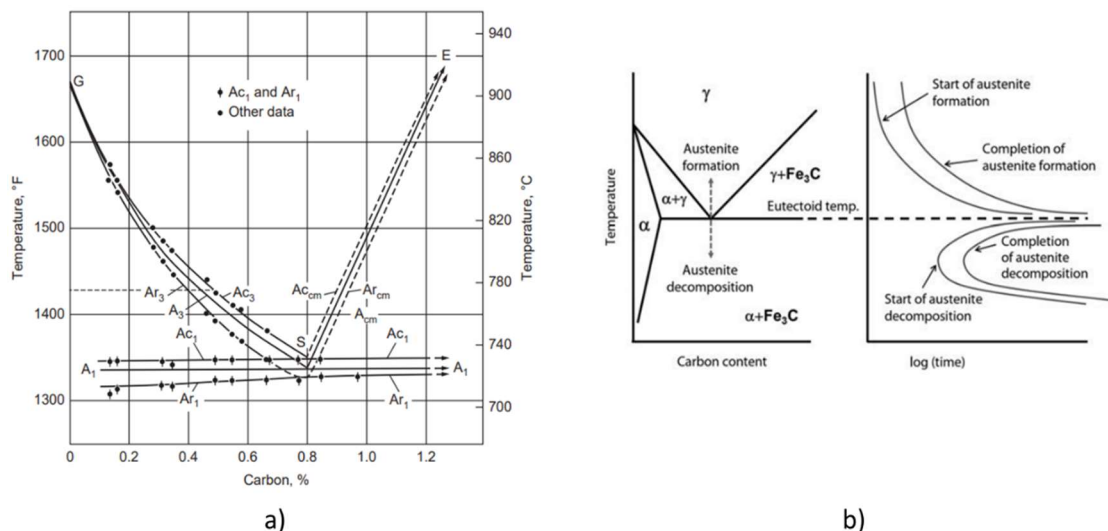 1700
1600
1500
1400
1300
Temperature, °F
940
900
860
820
780
740
700
Temperature, °C
G
E
Ac₁ and Ar₁
Other data
Ar₃
A₃
Ac₃
Ac_cm
Ar_cm
A_cm
S
Ac₁
Ac₁
A₁
A₁
Ar₁
Ar₁
0
0.2
0.4
0.6
0.8
1.0
1.2
Carbon, %
a)
Temperature
γ
Austenite
formation
γ+Fe₃C
α+γ
α
Eutectoid temp.
Austenite
decomposition
α+Fe₃C
Carbon content
Start of austenite
formation
Completion of
austenite formation
Completion
of austenite
decomposition
Start of austenite
decomposition
log (time)
b)